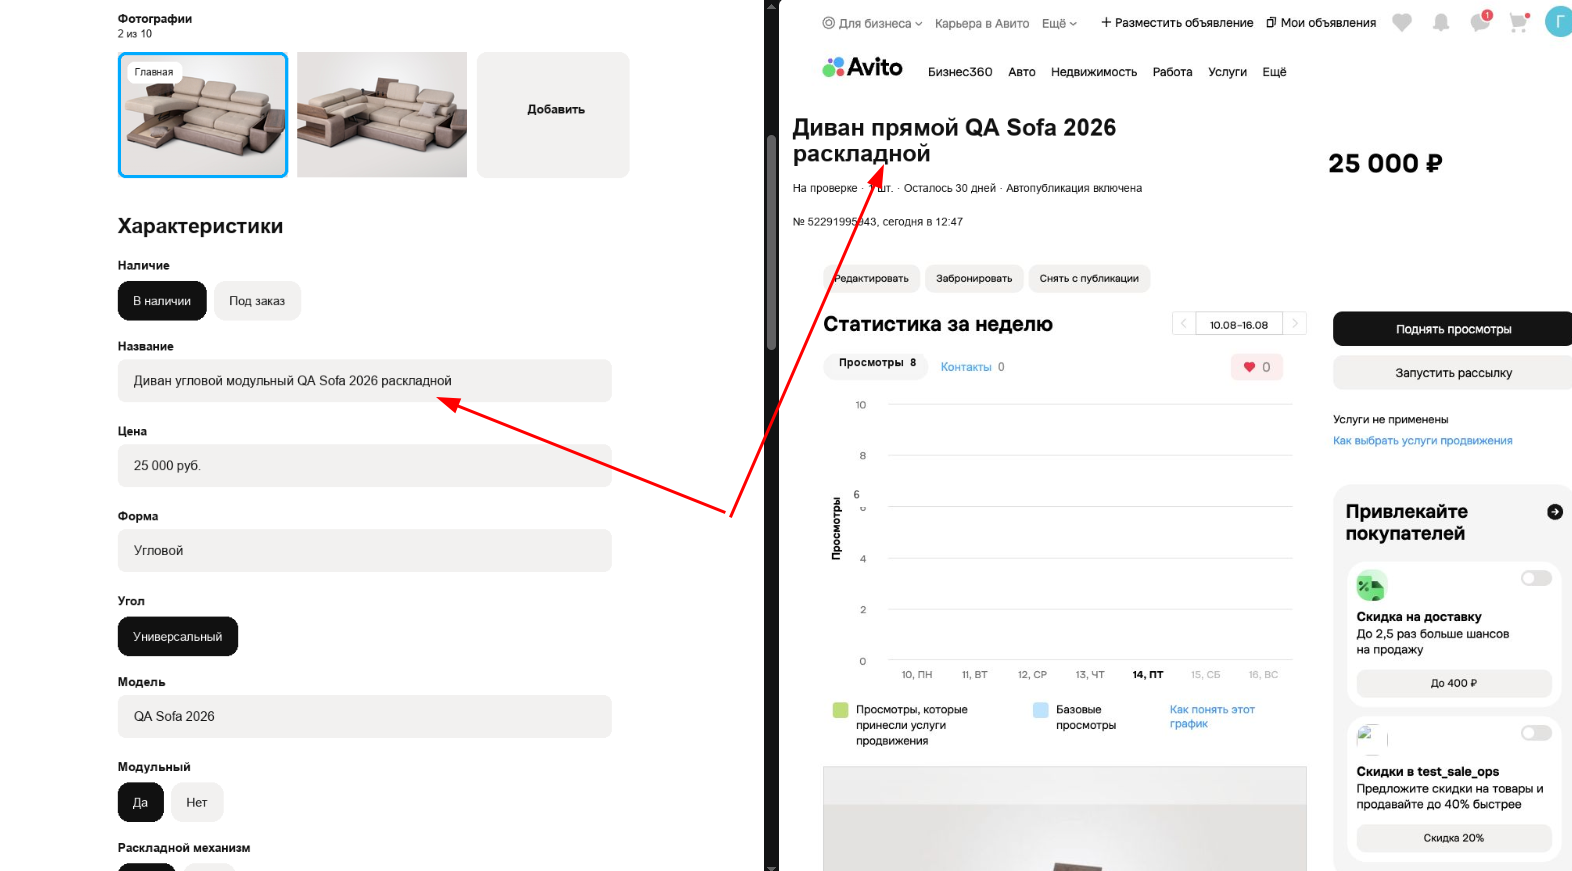 Фотографии
2 из 10
Главная
Добавить
Характеристики
Наличие
В наличии
Под заказ
Название
Диван угловой модульный QA Sofa 2026 раскладной
Цена
25 000 руб.
Форма
Угловой
Угол
Универсальный
Модель
QA Sofa 2026
Модульный
Да
Нет
Раскладной механизм
Для бизнеса
Карьера в Авито
Ещё
+ Разместить объявление
Мои объявления
1
Г
Avito
Бизнес360
Авто
Недвижимость
Работа
Услуги
Ещё
Диван прямой QA Sofa 2026
раскладной
25 000 ₽
На проверке · 1 шт. · Осталось 30 дней · Автопубликация включена
№ 52291995943, сегодня в 12:47
Редактировать
Забронировать
Снять с публикации
Статистика за неделю
10.08–16.08
Просмотры 8
Контакты 0
0
Просмотры
10
8
6
6
4
2
0
10, ПН
11, ВТ
12, СР
13, ЧТ
14, ПТ
15, СБ
16, ВС
Просмотры, которые
принесли услуги
продвижения
Базовые
просмотры
Как понять этот
график
Поднять просмотры
Запустить рассылку
Услуги не применены
Как выбрать услуги продвижения
Привлекайте
покупателей
Скидка на доставку
До 2,5 раз больше шансов
на продажу
До 400 ₽
Скидки в test_sale_ops
Предложите скидки на товары и
продавайте до 40% быстрее
Скидка 20%